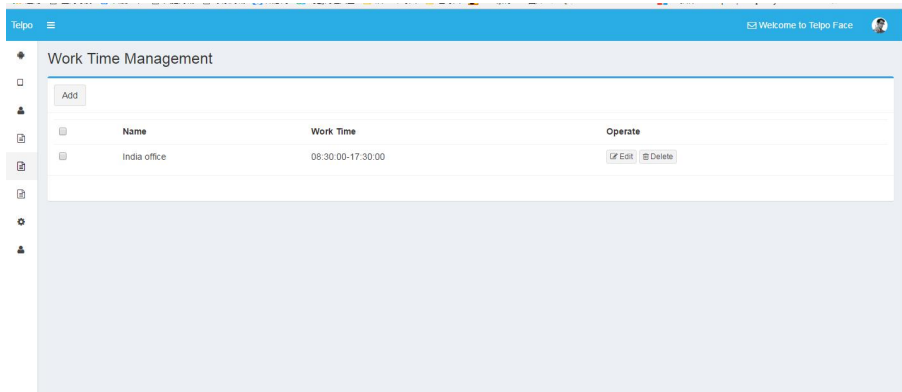 Telpo Welcome to Telpo Face
Work Time Management
Add
Name Work Time Operate
India office 08:30:00-17:30:00 Edit Delete